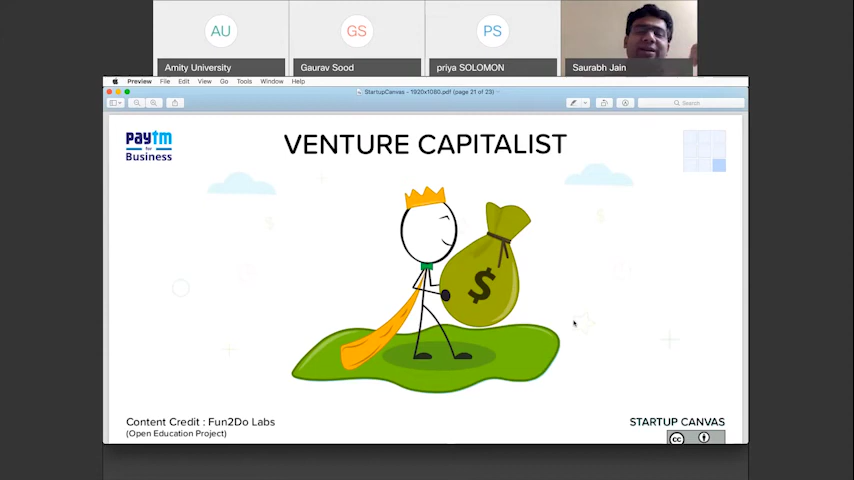 AU
GS
PS
Amity University
Gaurav Sood
priya SOLOMON
Saurabh Jain
Preview File Edit View Go Tools Window Help
StartupCanvas - 1920x1080.pdf (page 21 of 23)
Search
paytm
for
Business
VENTURE CAPITALIST
$
Content Credit : Fun2Do Labs
(Open Education Project)
STARTUP CANVAS
cc